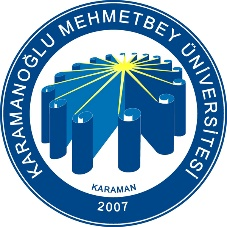 KARAMANOĞLU MEHMETBEY ÜNİVERSİTESİ
KARAMAN
2007